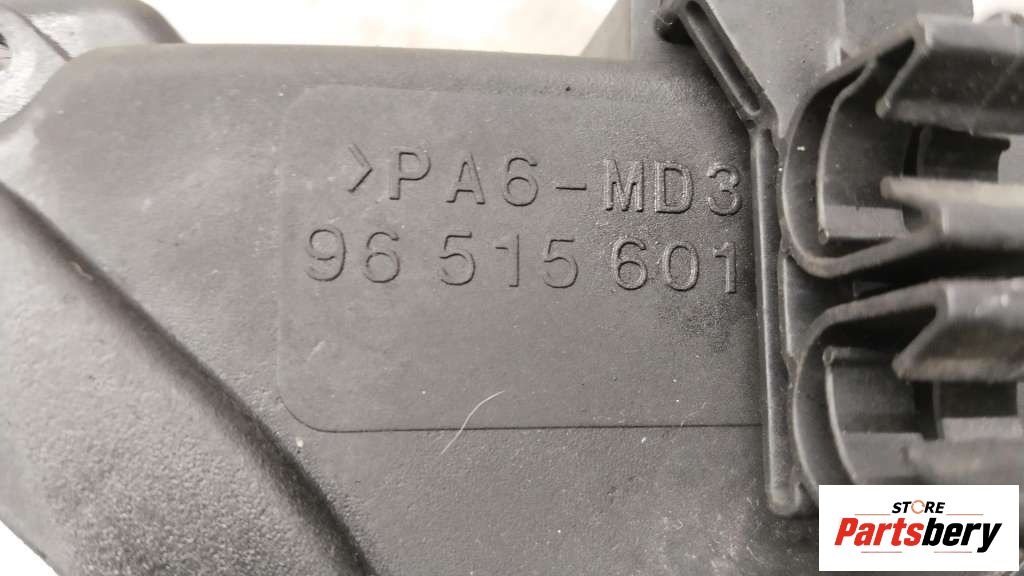 >PA6-MD3
96 515 601
STORE
Partsbery